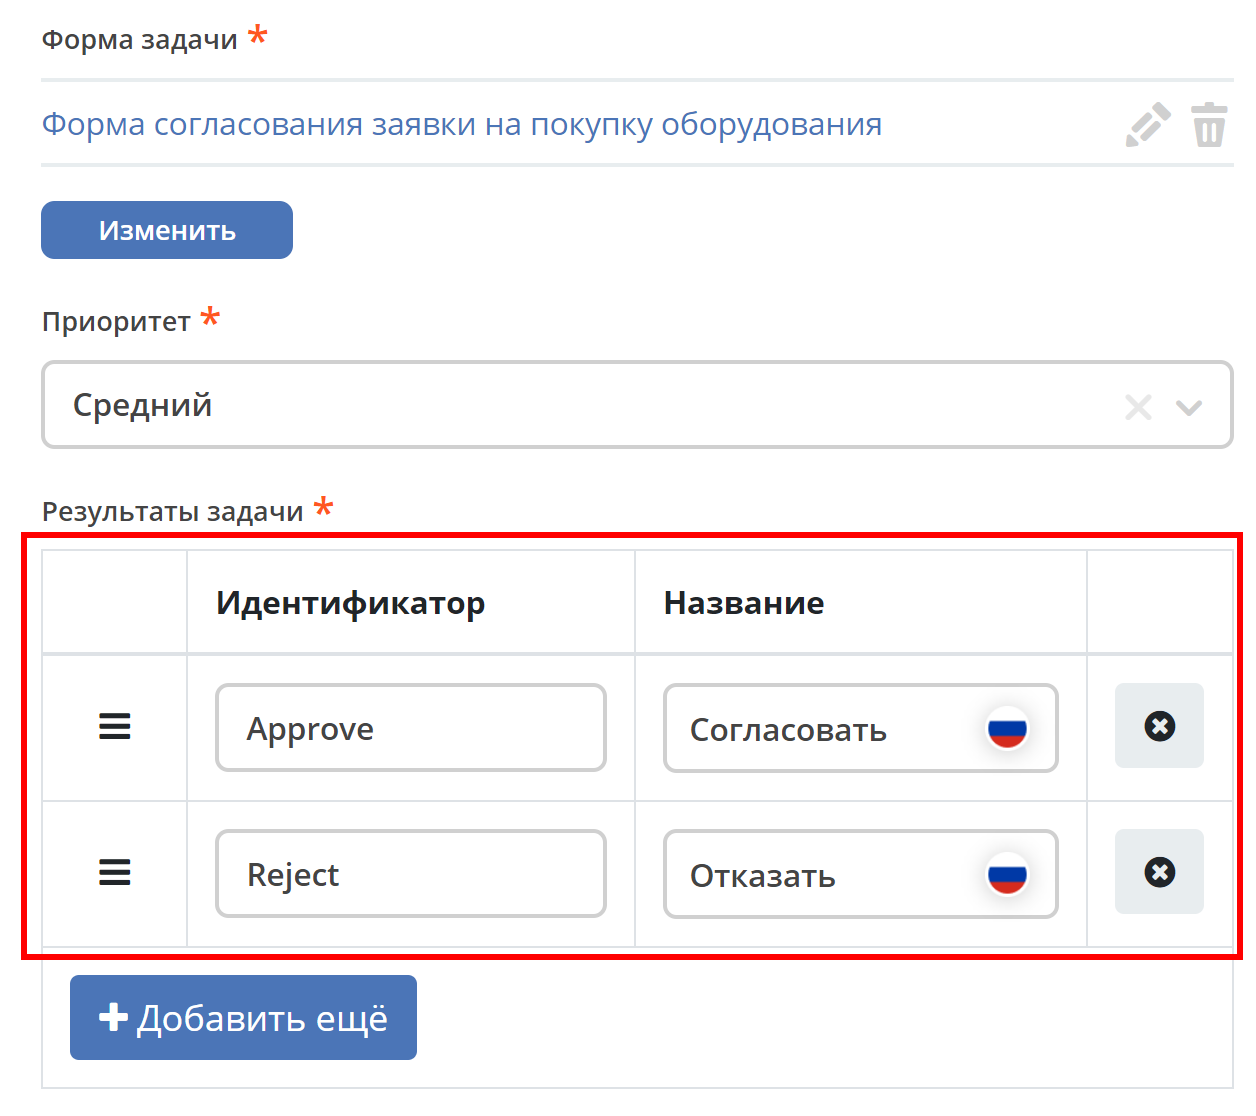 Форма задачи *
Форма согласования заявки на покупку оборудования
Изменить
Приоритет *
Средний
Результаты задачи *
Идентификатор Название
Approve Согласовать
Reject Отказать
Добавить ещё